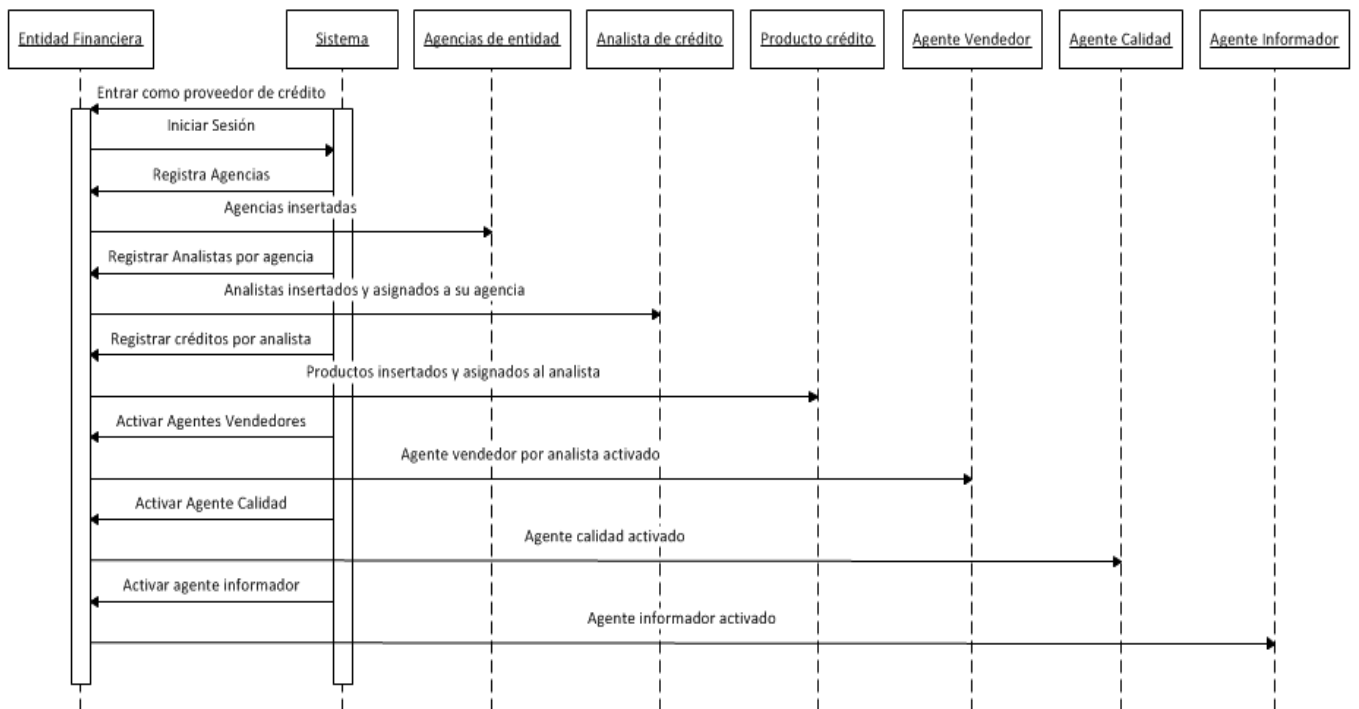 Entidad Financiera
Sistema
Agencias de entidad
Analista de crédito
Producto crédito
Agente Vendedor
Agente Calidad
Agente Informador
Entrar como proveedor de crédito
Iniciar Sesión
Registra Agencias
Agencias insertadas
Registrar Analistas por agencia
Analistas insertados y asignados a su agencia
Registrar créditos por analista
Productos insertados y asignados al analista
Activar Agentes Vendedores
Agente vendedor por analista activado
Activar Agente Calidad
Agente calidad activado
Activar agente informador
Agente informador activado